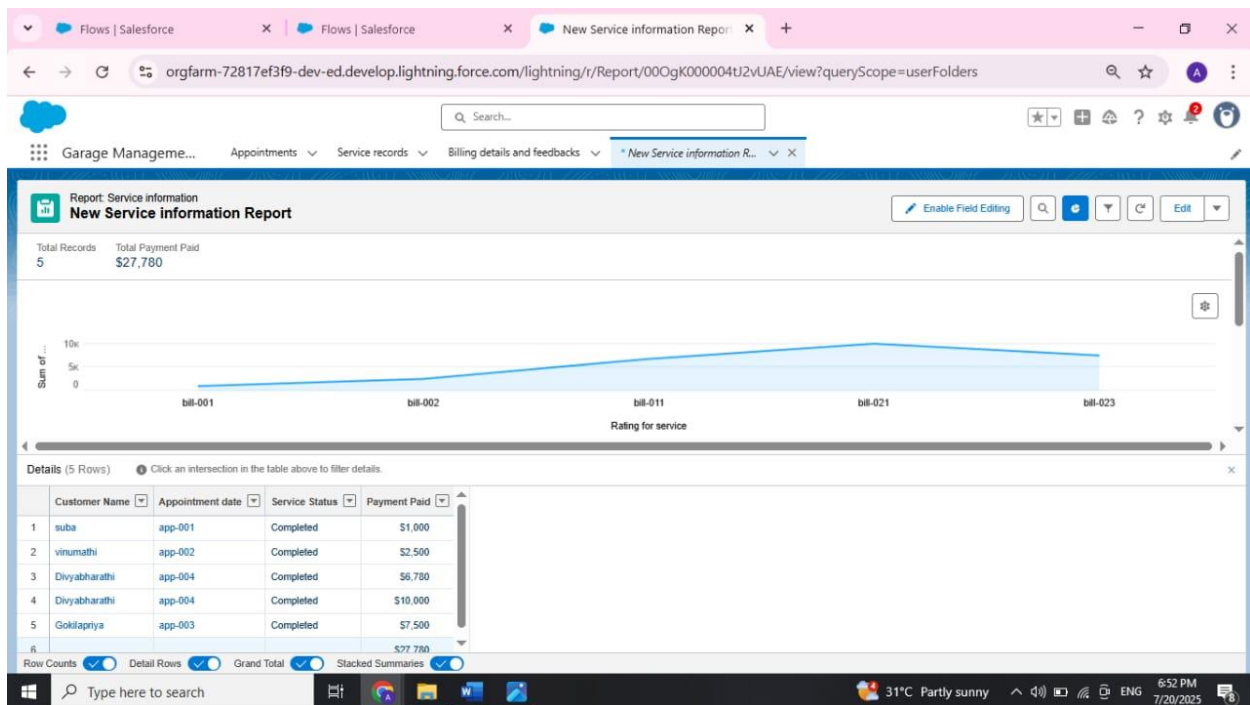 Flows | Salesforce
Flows | Salesforce
New Service information Repor
orgfarm-72817ef3f9-dev-ed.develop.lightning.force.com/lightning/r/Report/00OgK000004tJ2vUAE/view?queryScope=userFolders
A
Search...
2
Garage Manageme... Appointments Service records Billing details and feedbacks * New Service information R...
Report: Service information
New Service information Report
Enable Field Editing
Edit
Total Records Total Payment Paid
5 $27,780
Sum of ...
10K
5K
0
bill-001 bill-002 bill-011 bill-021 bill-023
Rating for service
Details (5 Rows) Click an intersection in the table above to filter details.
Customer Name Appointment date Service Status Payment Paid
1 suba app-001 Completed $1,000
2 vinumathi app-002 Completed $2,500
3 Divyabharathi app-004 Completed $6,780
4 Divyabharathi app-004 Completed $10,000
5 Gokilapriya app-003 Completed $7,500
6 $27,780
Row Counts Detail Rows Grand Total Stacked Summaries
Type here to search
31°C Partly sunny
ENG
6:52 PM
7/20/2025
8